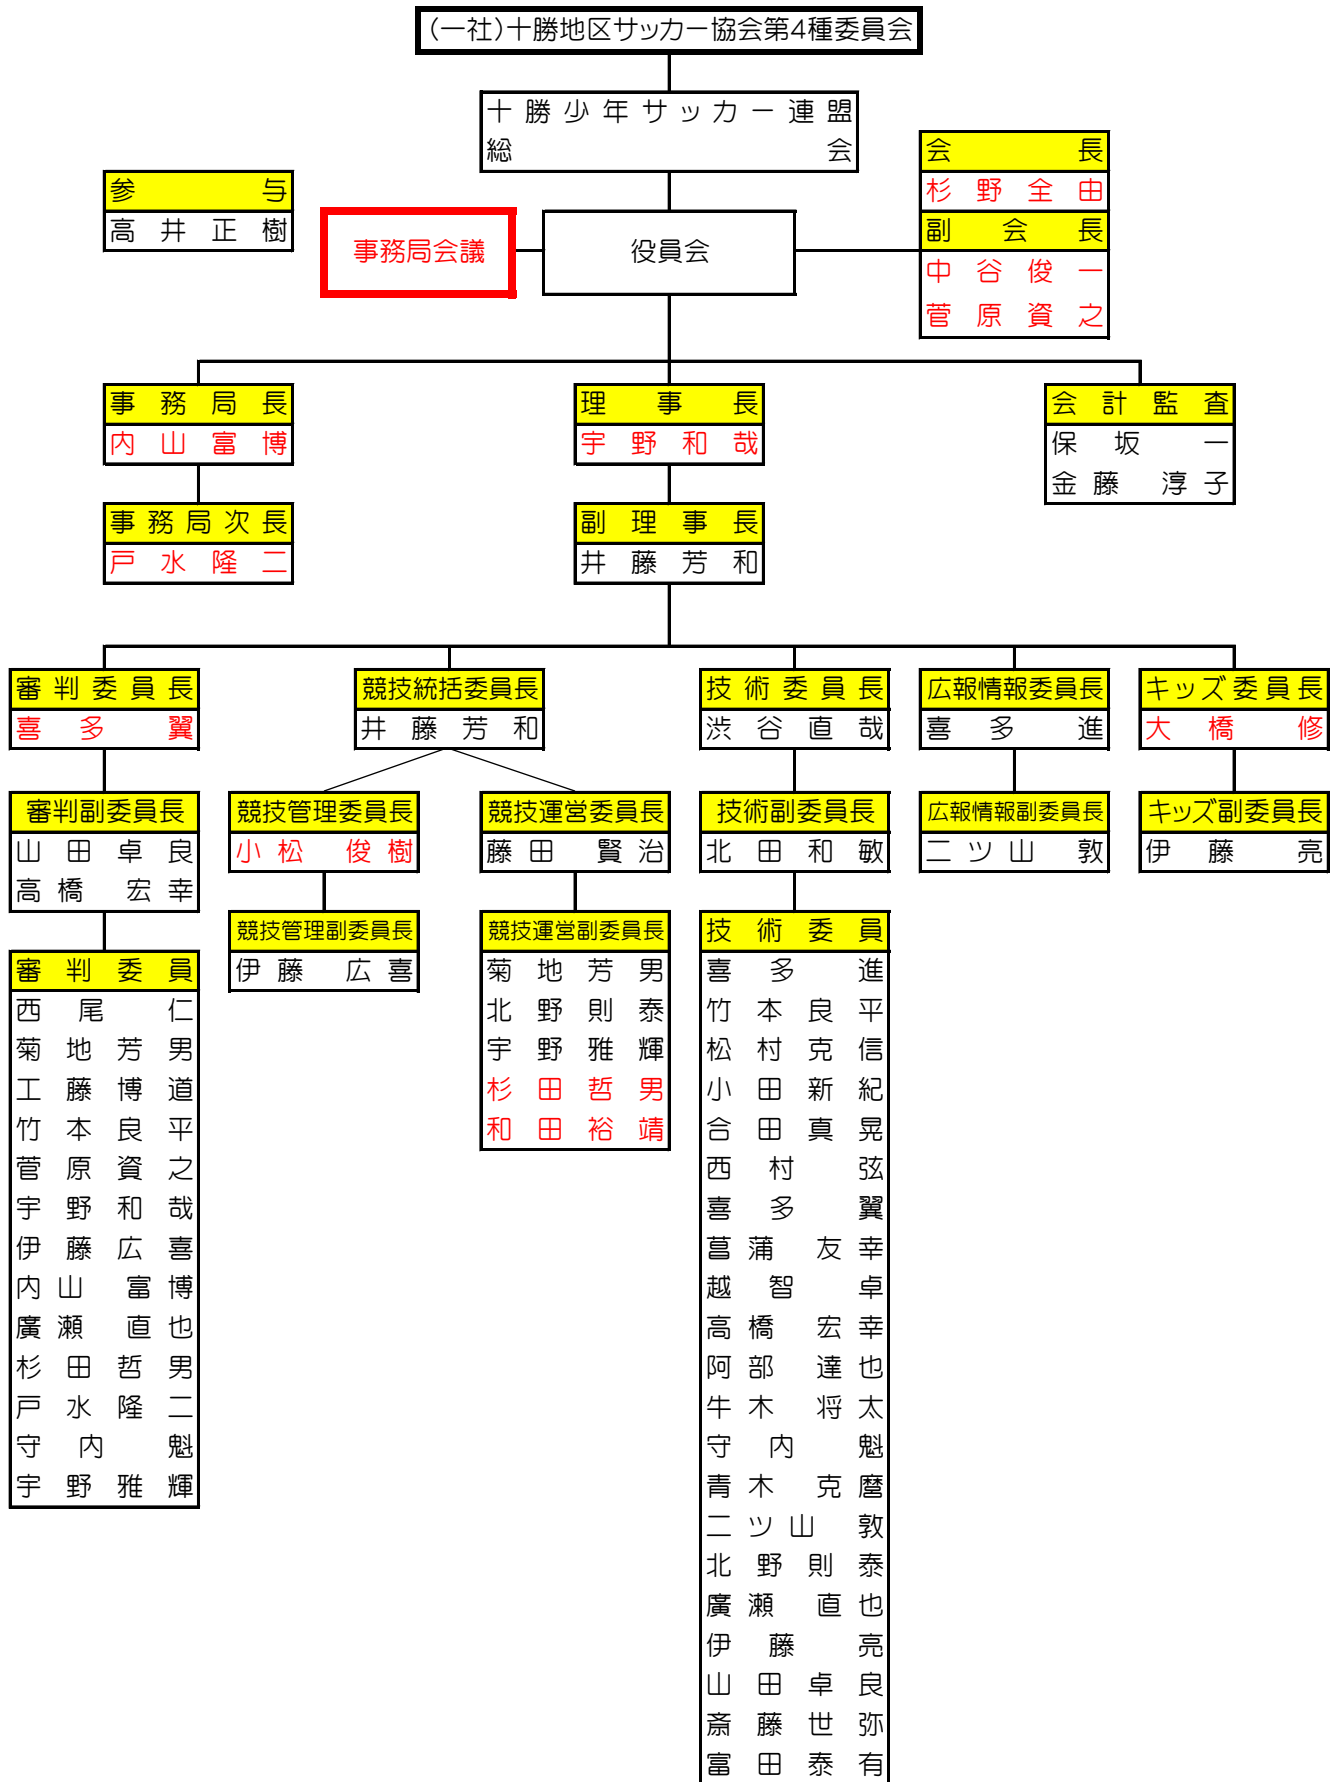 （一社）十勝地区サッカー協会第4種委員会
十勝少年サッカー連盟
総会
会長
杉野全由
副会長
中谷俊一
菅原資之
参与
高井正樹
事務局会議
役員会
事務局長
内山富博
事務局次長
戸水隆二
理事長
宇野和哉
副理事長
井藤芳和
会計監査
保坂一
金藤淳子
審判委員長
喜多翼
審判副委員長
山田卓良
高橋宏幸
審判委員
西尾仁
菊地芳男
工藤博道
竹本良平
菅原資之
宇野和哉
伊藤広喜
内山富博
廣瀬直也
杉田哲男
戸水隆二
守内魁
宇野雅輝
競技統括委員長
井藤芳和
競技管理委員長
小松俊樹
競技管理副委員長
伊藤広喜
競技運営委員長
藤田賢治
競技運営副委員長
菊地芳男
北野則泰
宇野雅輝
杉田哲男
和田裕靖
技術委員長
渋谷直哉
技術副委員長
北田和敏
技術委員
喜多進
竹本良平
松村克信
小田新紀
合田真晃
西村弦
喜多翼
菖蒲友幸
越智卓
高橋宏幸
阿部達也
牛木将太
守内魁
青木克麿
二ツ山敦
北野則泰
廣瀬直也
伊藤亮
山田卓良
斎藤世弥
富田泰有
広報情報委員長
喜多進
広報情報副委員長
二ツ山敦
キッズ委員長
大橋修
キッズ副委員長
伊藤亮